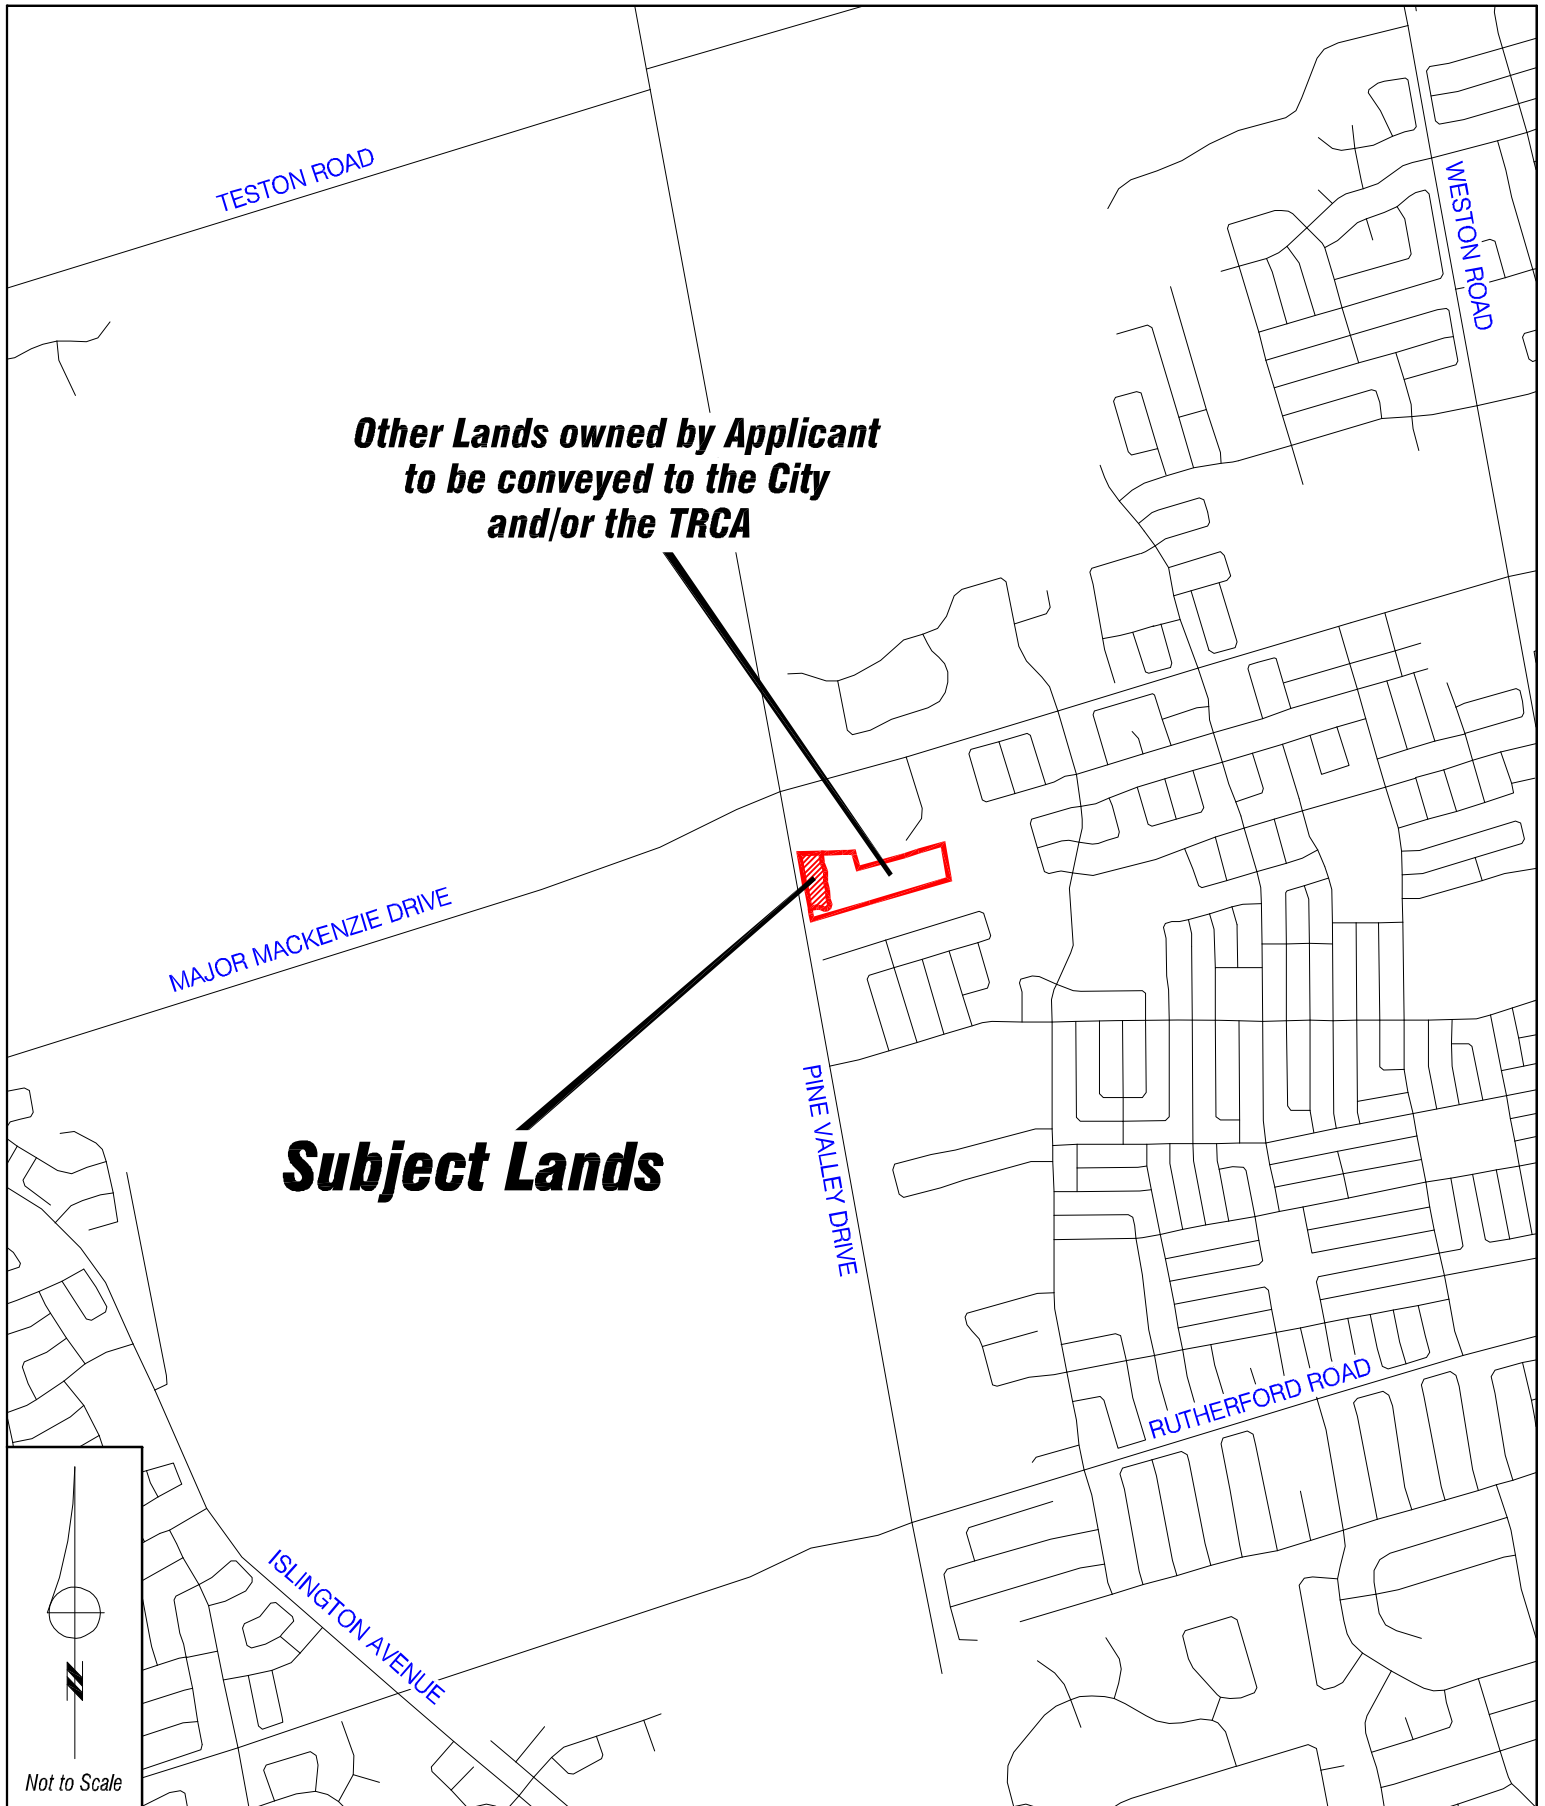 TESTON ROAD
WESTON ROAD
Other Lands owned by Applicant
to be conveyed to the City
and/or the TRCA
MAJOR MACKENZIE DRIVE
PINE VALLEY DRIVE
Subject Lands
RUTHERFORD ROAD
ISLINGTON AVENUE
N
Not to Scale